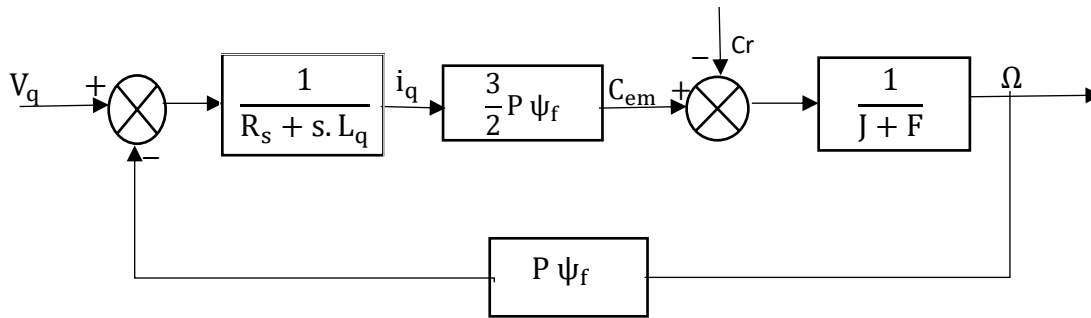 V_q
+
−
1
R_s + s. L_q
i_q
3
2
P ψ_f
C_em
+
−
Cr
1
J + F
Ω
P ψ_f